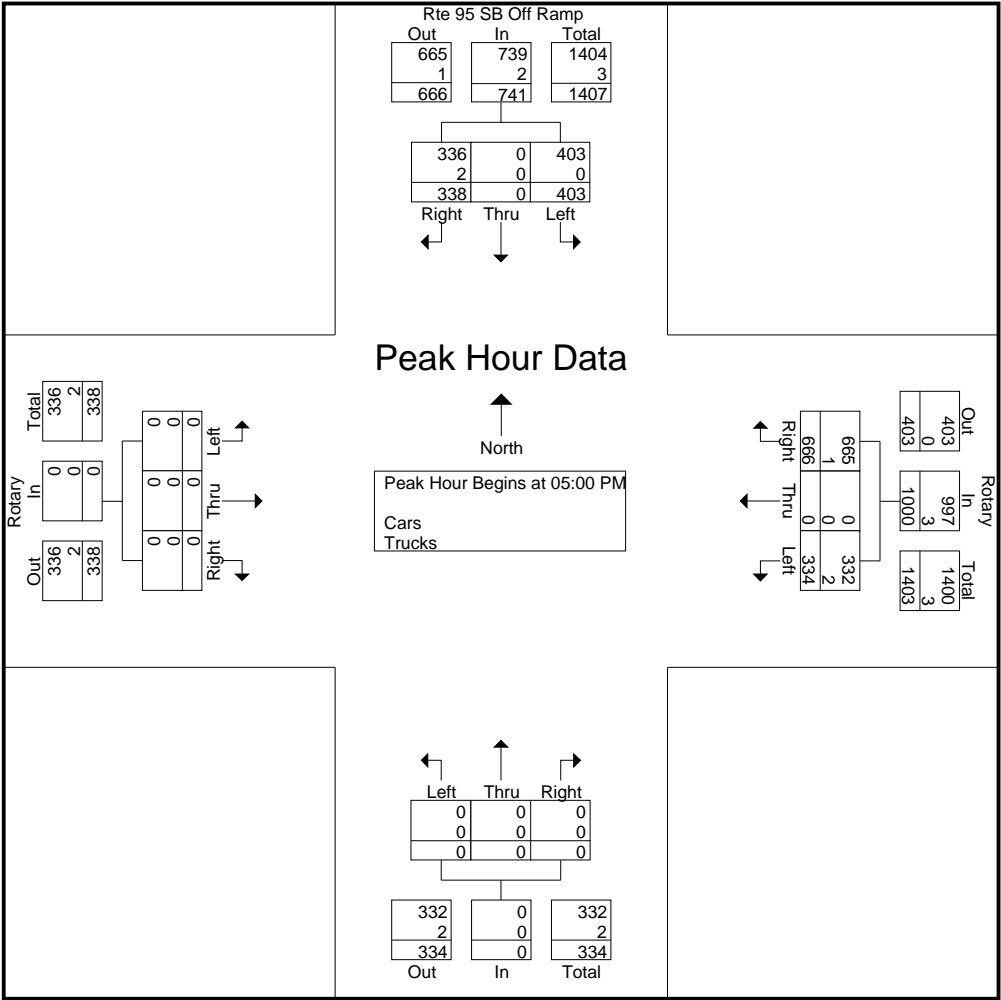 Rte 95 SB Off Ramp
Out In Total
665 739 1404
1 2 3
666 741 1407
336 0 403
2 0 0
338 0 403
Right Thru Left
Peak Hour Data
North
Peak Hour Begins at 05:00 PM
Cars
Trucks
Rotary
Total In Out
336 0 336
2 0 2
338 0 338
Left Thru Right
0 0 0
0 0 0
0 0 0
Rotary
Out In Total
403 997 1400
0 3 3
403 1000 1403
665 0 332
1 0 2
666 0 334
Right Thru Left
Left Thru Right
0 0 0
0 0 0
0 0 0
332 0 332
2 0 2
334 0 334
Out In Total